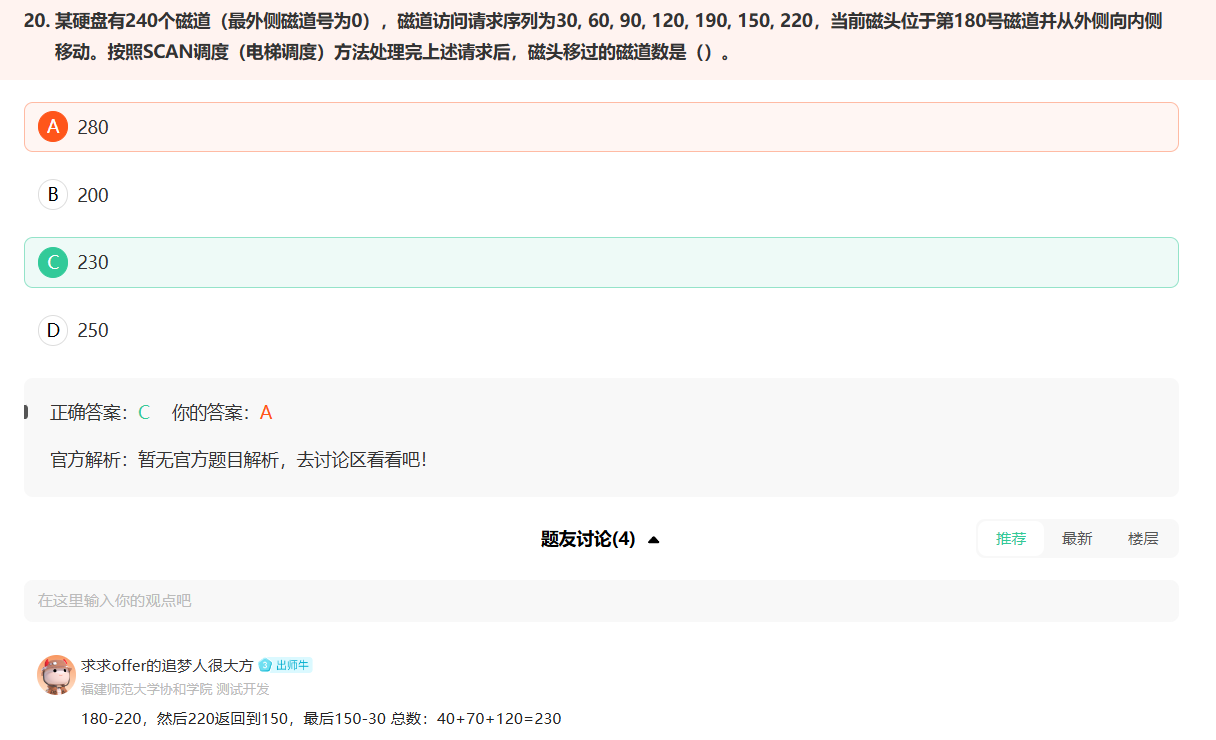 20. 某硬盘有240个磁道（最外侧磁道号为0），磁道访问请求序列为30, 60, 90, 120, 190, 150, 220，当前磁头位于第180号磁道并从外侧向内侧
移动。按照SCAN调度（电梯调度）方法处理完上述请求后，磁头移过的磁道数是（）。
A 280
B 200
C 230
D 250
正确答案：C 你的答案：A
官方解析：暂无官方题目解析，去讨论区看看吧！
题友讨论(4)
推荐 最新 楼层
在这里输入你的观点吧
求求offer的追梦人很大方 3 出师牛
福建师范大学协和学院 测试开发
180-220，然后220返回到150，最后150-30 总数：40+70+120=230